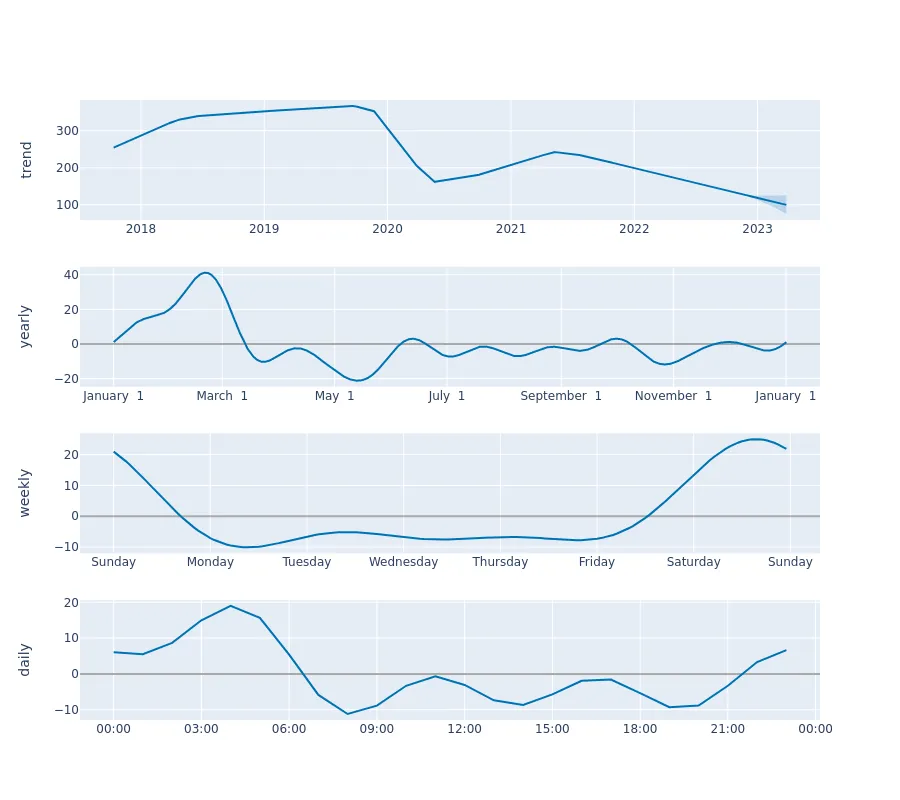 trend
300
200
100
2018 2019 2020 2021 2022 2023
yearly
40
20
0
−20
January 1 March 1 May 1 July 1 September 1 November 1 January 1
weekly
20
10
0
−10
Sunday Monday Tuesday Wednesday Thursday Friday Saturday Sunday
daily
20
10
0
−10
00:00 03:00 06:00 09:00 12:00 15:00 18:00 21:00 00:00